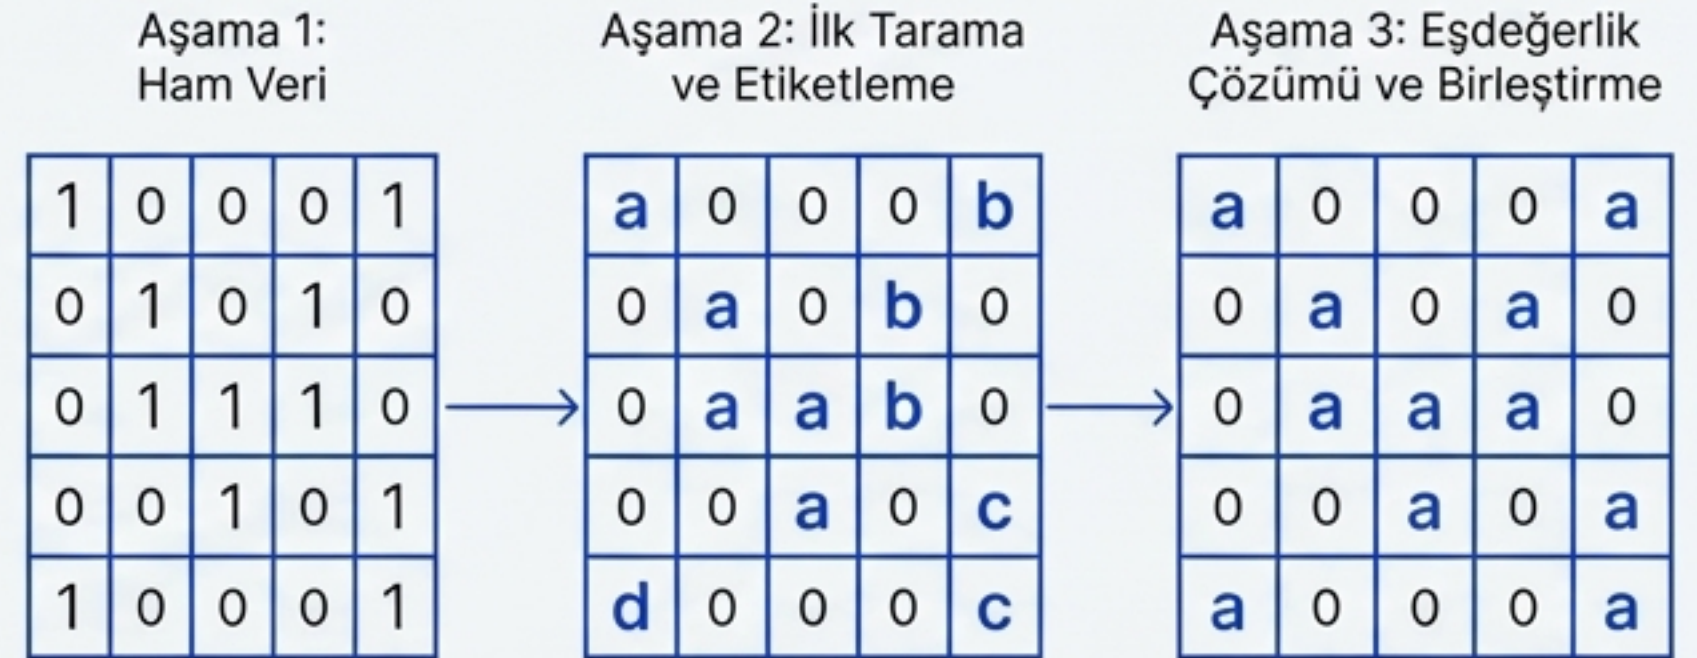 Aşama 1:
Ham Veri
Aşama 2: İlk Tarama
ve Etiketleme
Aşama 3: Eşdeğerlik
Çözümü ve Birleştirme
1 0 0 0 1
0 1 0 1 0
0 1 1 1 0
0 0 1 0 1
1 0 0 0 1
a 0 0 0 b
0 a 0 b 0
0 a a b 0
0 0 a 0 c
d 0 0 0 c
a 0 0 0 a
0 a 0 a 0
0 a a a 0
0 0 a 0 a
a 0 0 0 a